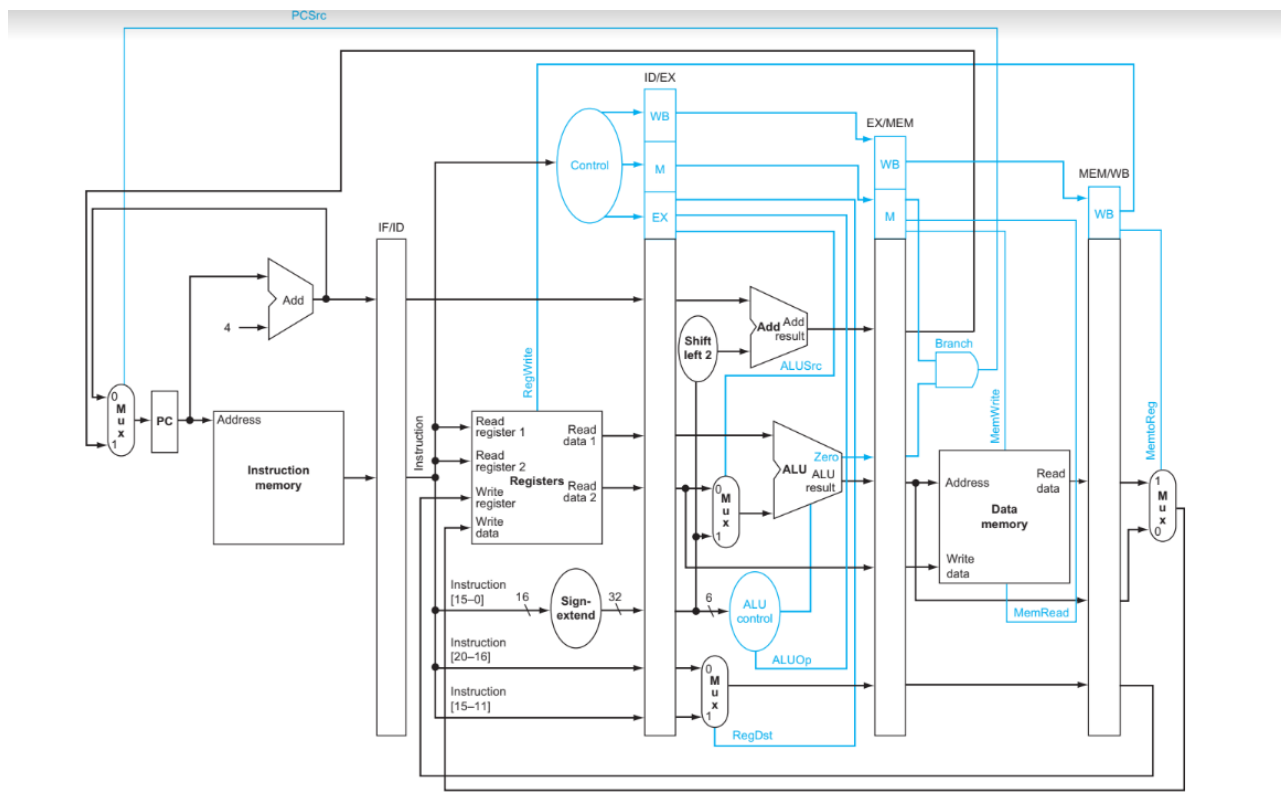 PCSrc
ID/EX
WB
Control
M
EX
EX/MEM
WB
M
MEM/WB
WB
IF/ID
Add
4
Shift
left 2
Add
Add
result
ALUSrc
Branch
RegWrite
MemWrite
MemtoReg
0
M
u
x
1
PC
Address
Instruction
memory
Instruction
Read
register 1
Read
register 2
Write
register
Write
data
Registers
Read
data 1
Read
data 2
0
M
u
x
1
Zero
ALU
ALU
result
Address
Read
data
Data
memory
Write
data
MemRead
1
M
u
x
0
Instruction
[15–0]
16
Sign-
extend
32
6
ALU
control
ALUOp
Instruction
[20–16]
Instruction
[15–11]
0
M
u
x
1
RegDst